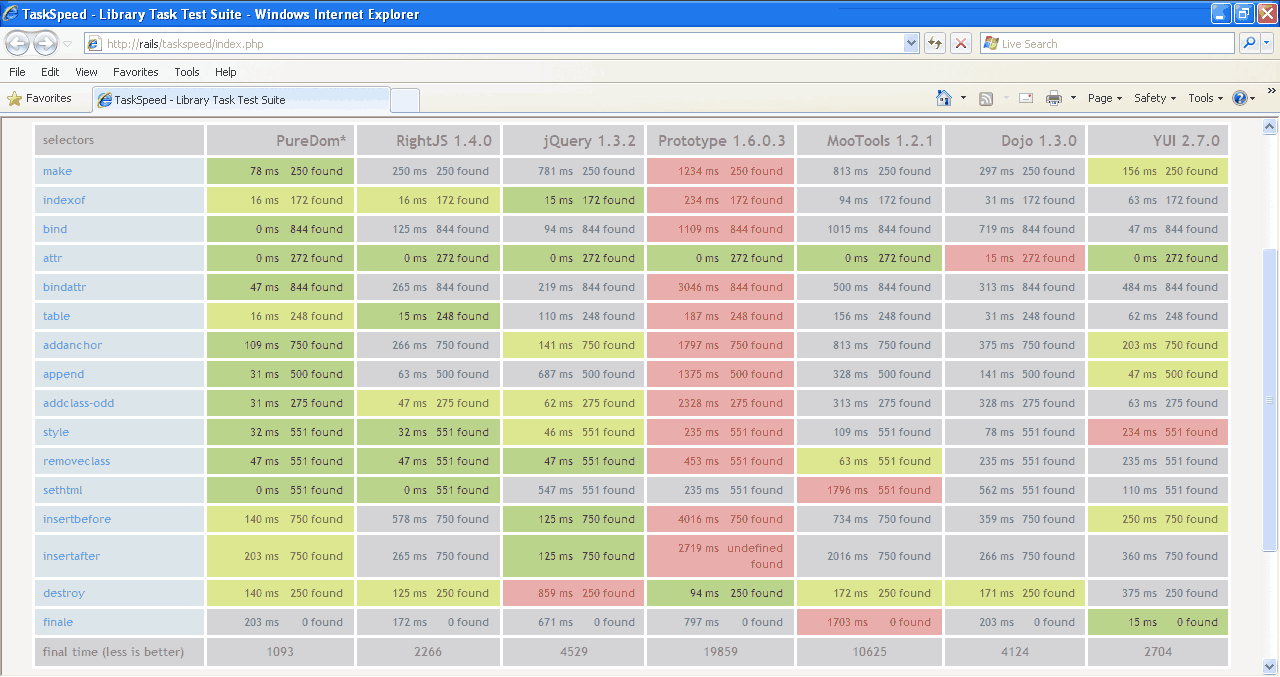 TaskSpeed - Library Task Test Suite - Windows Internet Explorer
http://rails/taskspeed/index.php Live Search
File Edit View Favorites Tools Help
Favorites TaskSpeed - Library Task Test Suite Page Safety Tools
selectors PureDom* RightJS 1.4.0 jQuery 1.3.2 Prototype 1.6.0.3 MooTools 1.2.1 Dojo 1.3.0 YUI 2.7.0
make 78 ms 250 found 250 ms 250 found 781 ms 250 found 1234 ms 250 found 813 ms 250 found 297 ms 250 found 156 ms 250 found
indexof 16 ms 172 found 16 ms 172 found 15 ms 172 found 234 ms 172 found 94 ms 172 found 31 ms 172 found 63 ms 172 found
bind 0 ms 844 found 125 ms 844 found 94 ms 844 found 1109 ms 844 found 1015 ms 844 found 719 ms 844 found 47 ms 844 found
attr 0 ms 272 found 0 ms 272 found 0 ms 272 found 0 ms 272 found 0 ms 272 found 15 ms 272 found 0 ms 272 found
bindattr 47 ms 844 found 265 ms 844 found 219 ms 844 found 3046 ms 844 found 500 ms 844 found 313 ms 844 found 484 ms 844 found
table 16 ms 248 found 15 ms 248 found 110 ms 248 found 187 ms 248 found 156 ms 248 found 31 ms 248 found 62 ms 248 found
addanchor 109 ms 750 found 266 ms 750 found 141 ms 750 found 1797 ms 750 found 813 ms 750 found 375 ms 750 found 203 ms 750 found
append 31 ms 500 found 63 ms 500 found 687 ms 500 found 1375 ms 500 found 328 ms 500 found 141 ms 500 found 47 ms 500 found
addclass-odd 31 ms 275 found 47 ms 275 found 62 ms 275 found 2328 ms 275 found 313 ms 275 found 328 ms 275 found 63 ms 275 found
style 32 ms 551 found 32 ms 551 found 46 ms 551 found 235 ms 551 found 109 ms 551 found 78 ms 551 found 234 ms 551 found
removeclass 47 ms 551 found 47 ms 551 found 47 ms 551 found 453 ms 551 found 63 ms 551 found 235 ms 551 found 235 ms 551 found
sethtml 0 ms 551 found 0 ms 551 found 547 ms 551 found 235 ms 551 found 1796 ms 551 found 562 ms 551 found 110 ms 551 found
insertbefore 140 ms 750 found 578 ms 750 found 125 ms 750 found 4016 ms 750 found 734 ms 750 found 359 ms 750 found 250 ms 750 found
insertafter 203 ms 750 found 265 ms 750 found 125 ms 750 found 2719 ms undefined found 2016 ms 750 found 266 ms 750 found 360 ms 750 found
destroy 140 ms 250 found 125 ms 250 found 859 ms 250 found 94 ms 250 found 172 ms 250 found 171 ms 250 found 375 ms 250 found
finale 203 ms 0 found 172 ms 0 found 671 ms 0 found 797 ms 0 found 1703 ms 0 found 203 ms 0 found 15 ms 0 found
final time (less is better) 1093 2266 4529 19859 10625 4124 2704